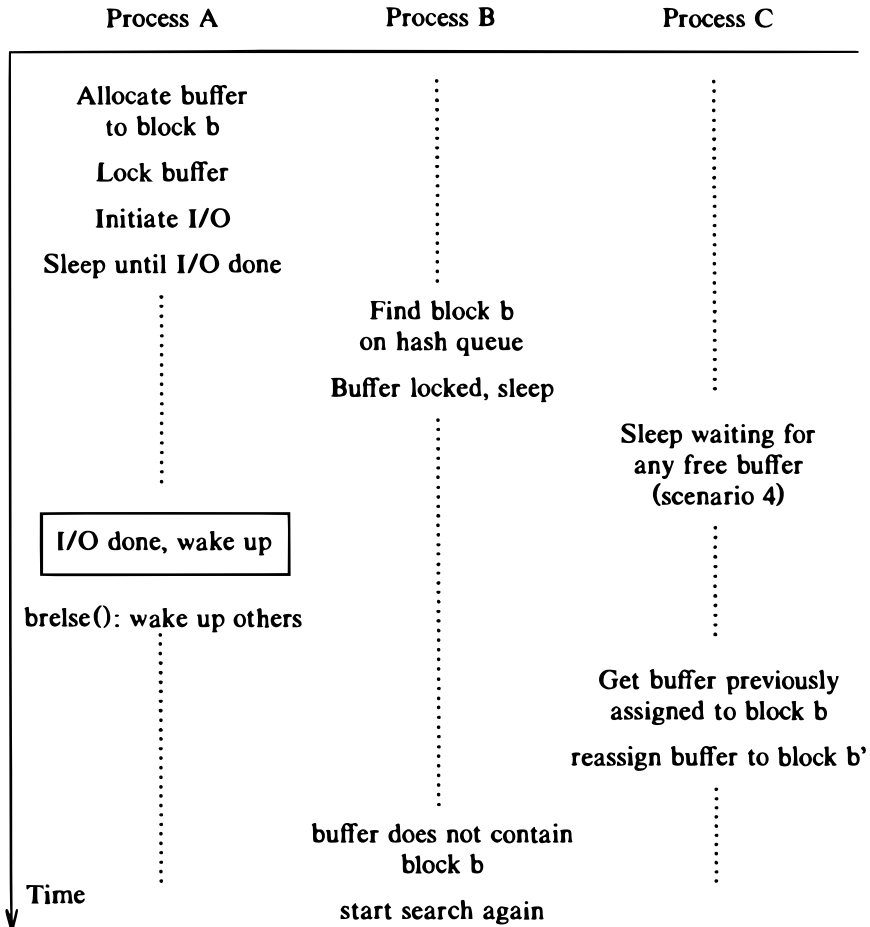 Process A
Process B
Process C
Allocate buffer
to block b
Lock buffer
Initiate I/O
Sleep until I/O done
Find block b
on hash queue
Buffer locked, sleep
Sleep waiting for
any free buffer
(scenario 4)
I/O done, wake up
brelse(): wake up others
Get buffer previously
assigned to block b
reassign buffer to block b'
buffer does not contain
block b
start search again
Time